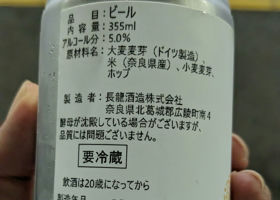 品目：ビール
内容量：355ml
アルコール分：5.0%
原材料名：大麦麦芽（ドイツ製造）、
米（奈良県産）、小麦麦芽、
ホップ
製造者：長龍酒造株式会社
奈良県北葛城郡広陵町南4
酵母が沈殿している場合がございますが、
品質には問題ございません。
要冷蔵
飲酒は20歳になってから